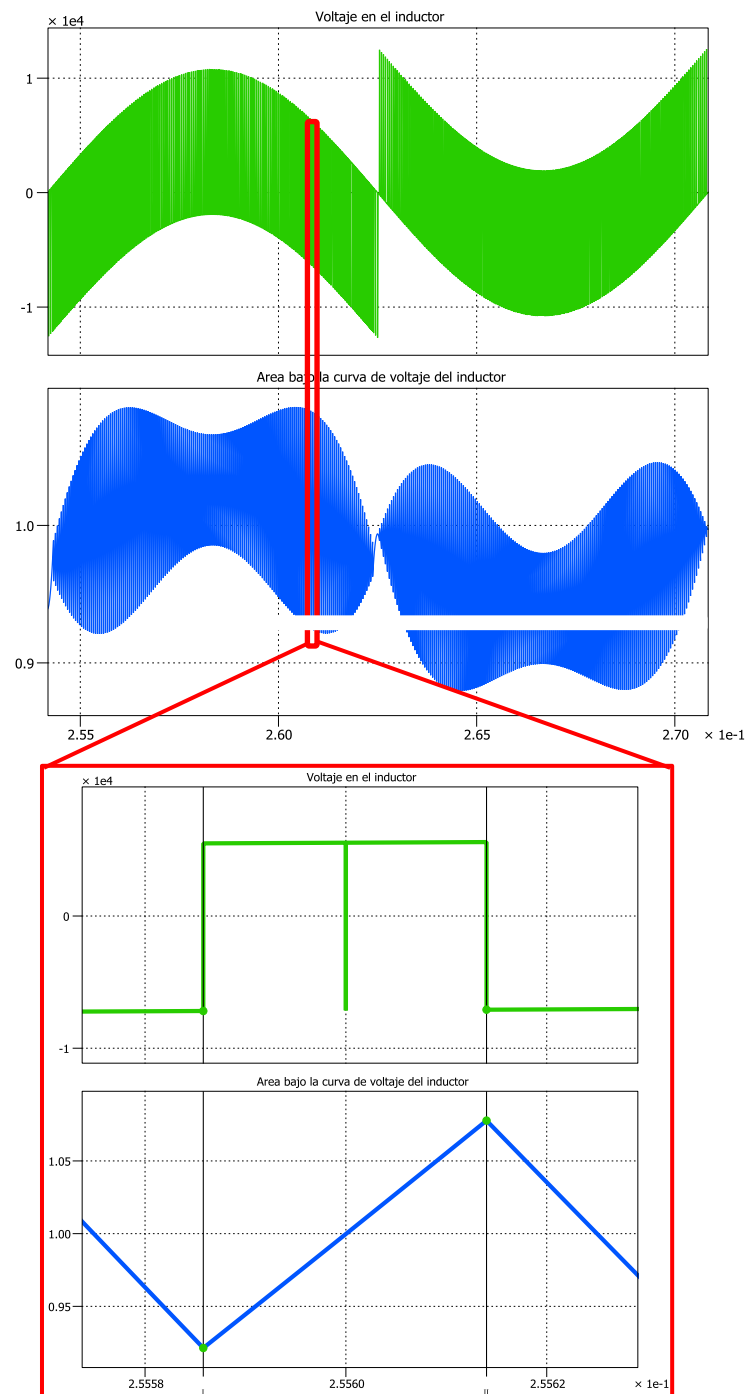 Voltaje en el inductor
× 1e4
1
0
-1
Area bajo la curva de voltaje del inductor
1.0
0.9
2.55 2.60 2.65 2.70 × 1e-1
Voltaje en el inductor
× 1e4
0
-1
Area bajo la curva de voltaje del inductor
1.05
1.00
0.95
2.5558 2.5560 2.5562 × 1e-1